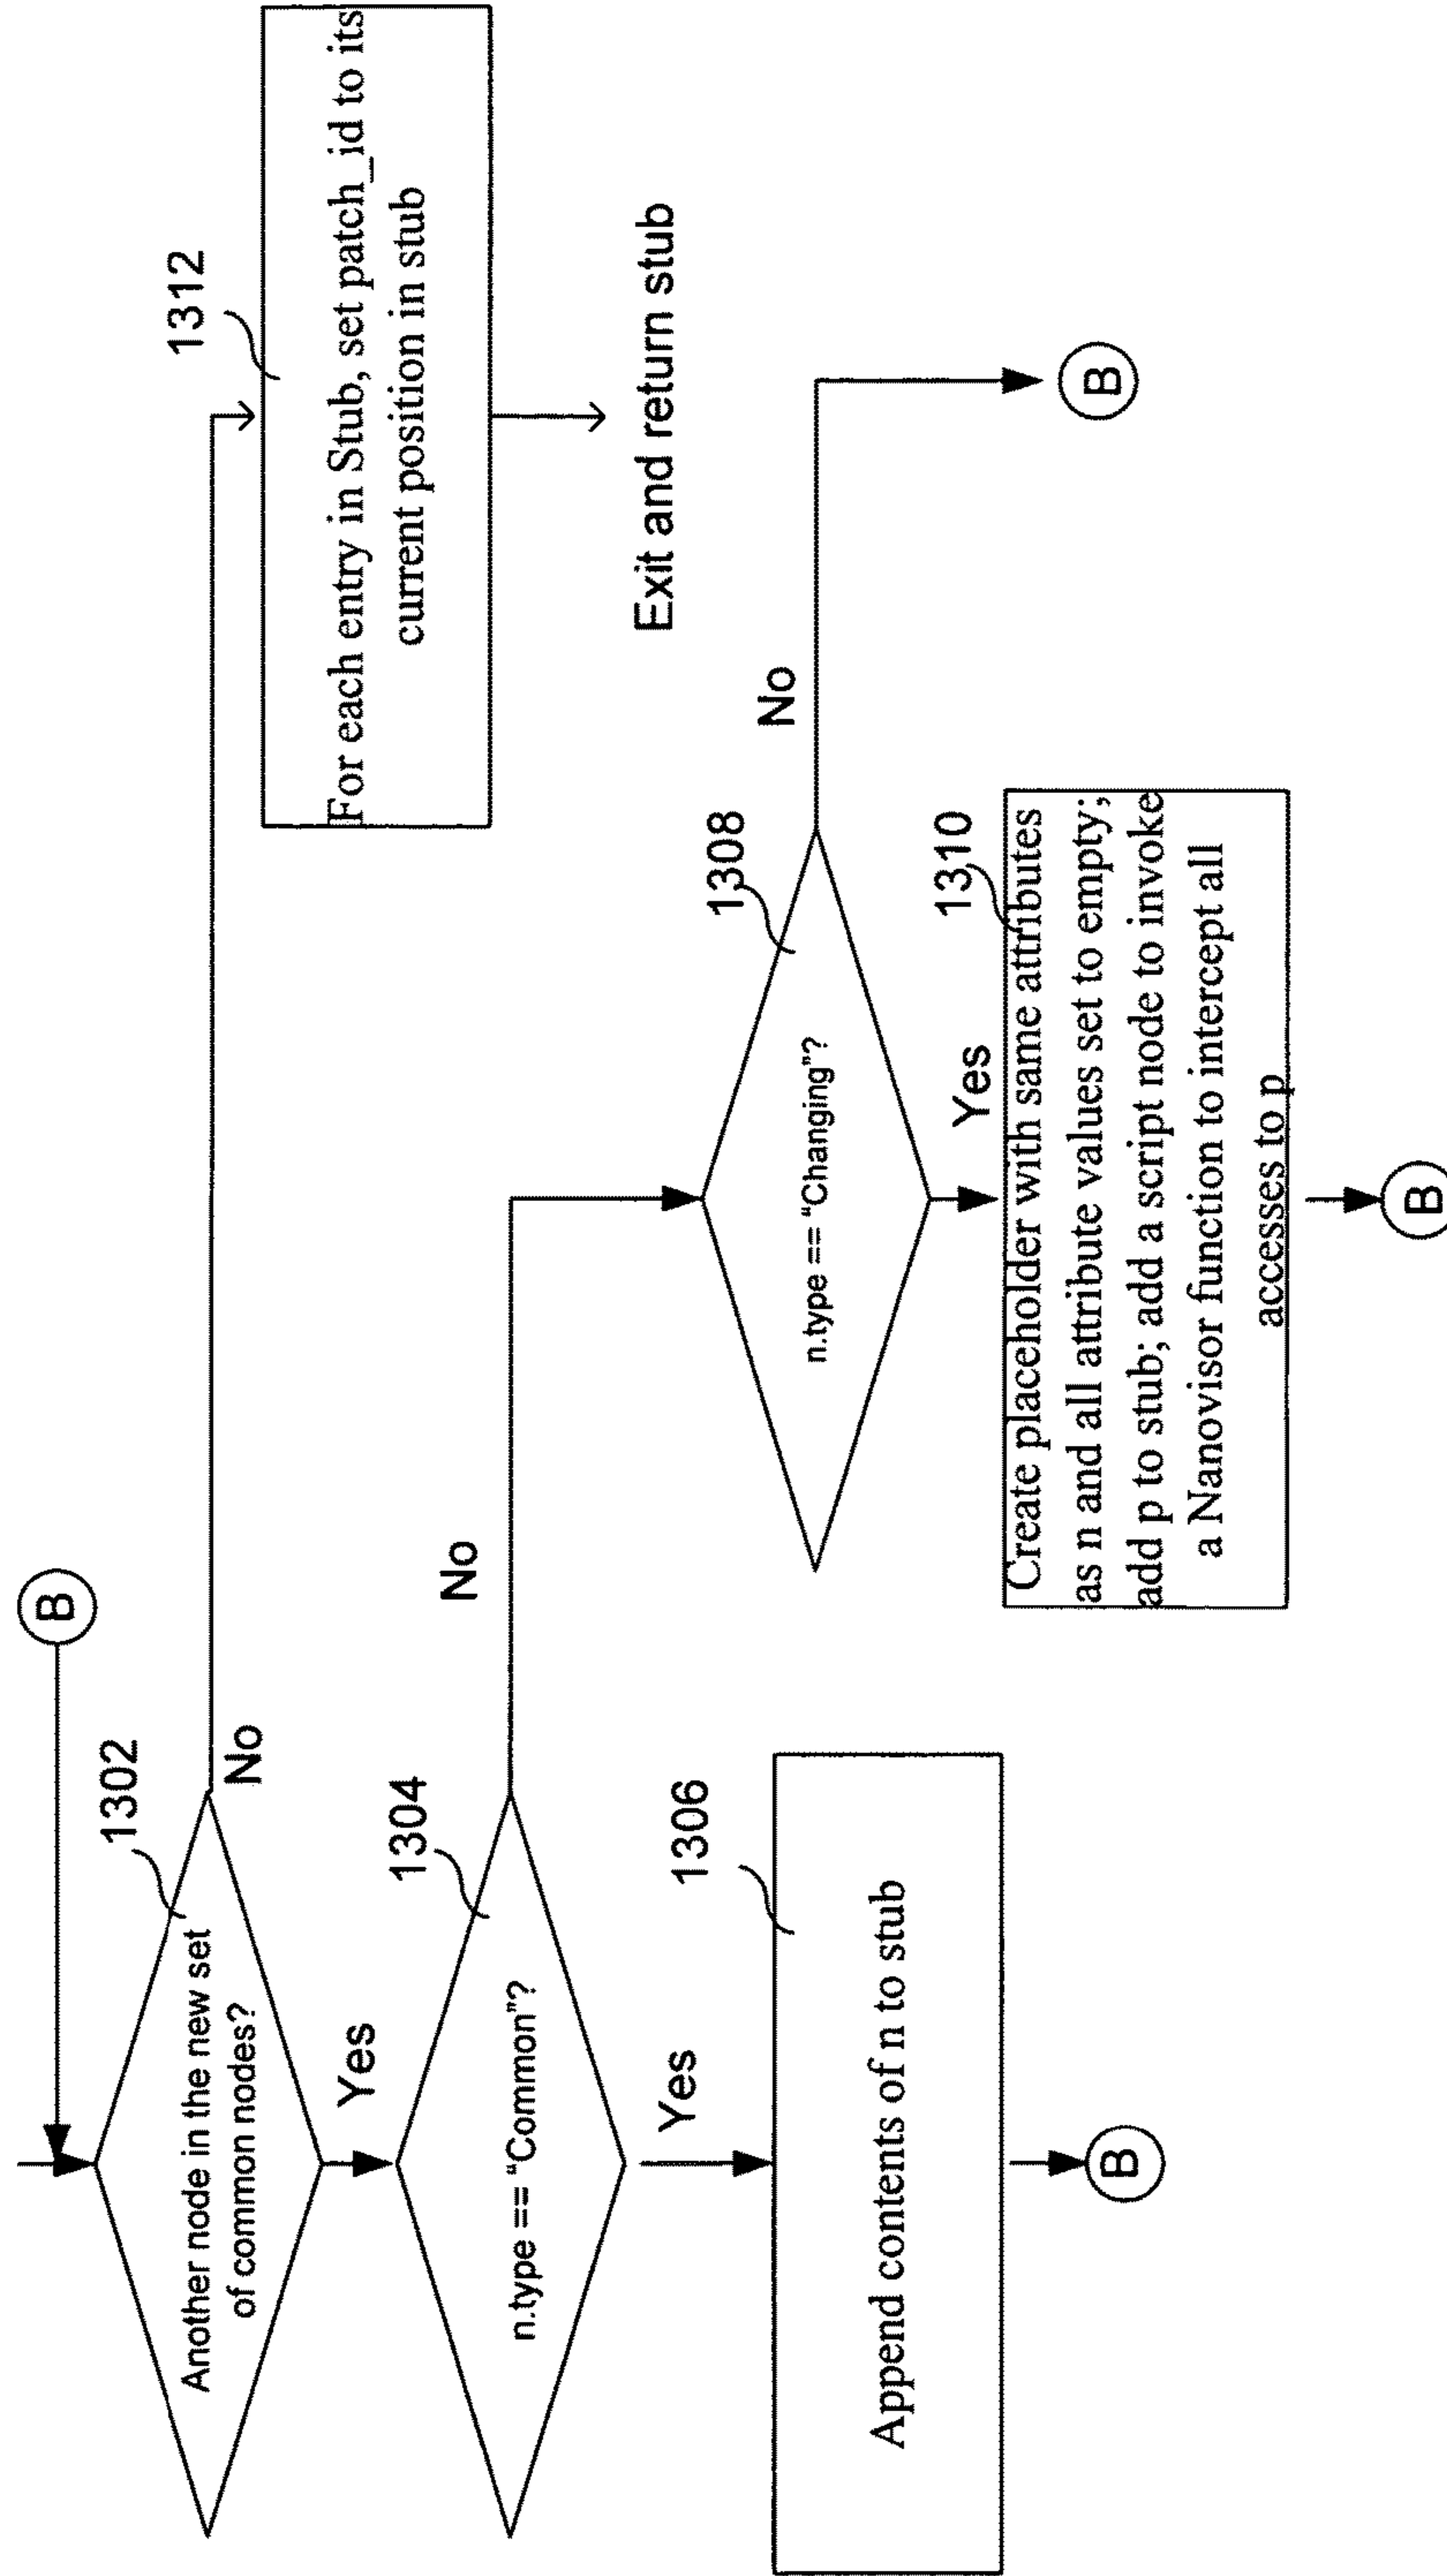 B
1302
Another node in the new set
of common nodes?
No
Yes
1312
For each entry in Stub, set patch_id to its
current position in stub
Exit and return stub
1304
n.type == “Common”?
No
Yes
1306
Append contents of n to stub
B
1308
n.type == “Changing”?
No
B
Yes
1310
Create placeholder with same attributes
as n and all attribute values set to empty;
add p to stub; add a script node to invoke
a Nanovisor function to intercept all
accesses to p
B